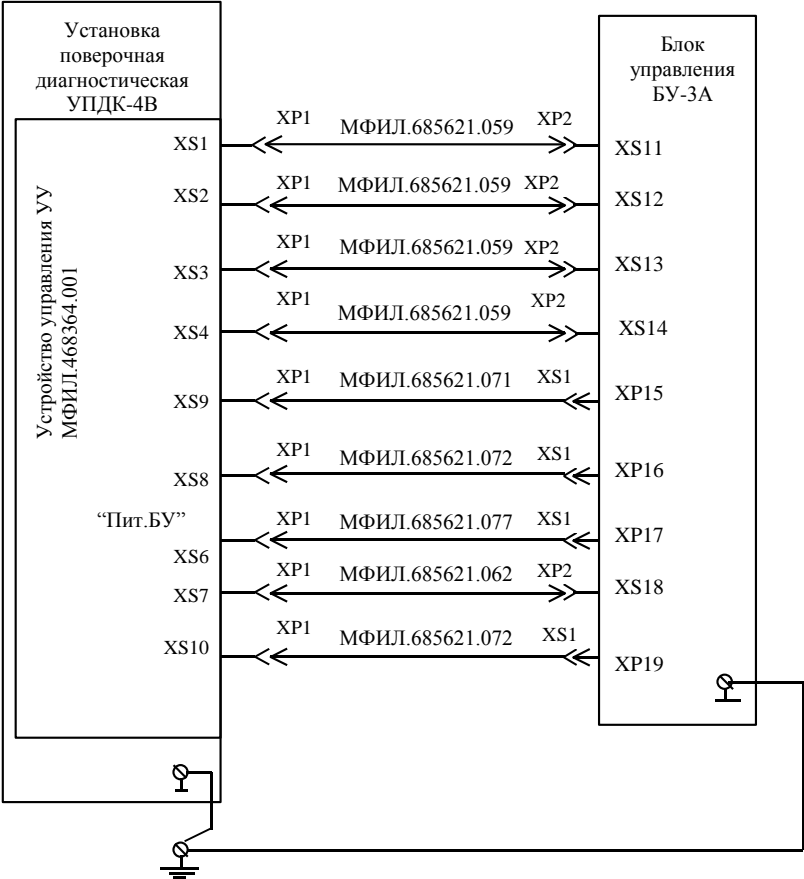 Установка
поверочная
диагностическая
УПДК-4В
Блок
управления
БУ-3А
Устройство управления УУ
МФИЛ.468364.001
XS1
XP1
МФИЛ.685621.059
XP2
XS11
XS2
XP1
МФИЛ.685621.059
XP2
XS12
XS3
XP1
МФИЛ.685621.059
XP2
XS13
XS4
XP1
МФИЛ.685621.059
XP2
XS14
XS9
XP1
МФИЛ.685621.071
XS1
XP15
XS8
XP1
МФИЛ.685621.072
XS1
XP16
“Пит.БУ”
XS6
XP1
МФИЛ.685621.077
XS1
XP17
XS7
XP1
МФИЛ.685621.062
XP2
XS18
XS10
XP1
МФИЛ.685621.072
XS1
XP19